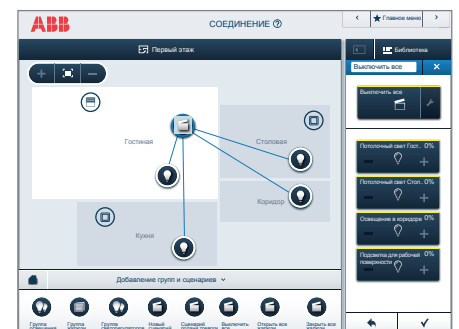 ABB
СОЕДИНЕНИЕ ?
Главное меню
Первый этаж
Библиотека
Выключить все
Выключить все
Гостиная
Столовая
Коридор
Кухня
Потолочный свет Гост.. 0%
Потолочный свет Стол.. 0%
Освещение в коридоре 0%
Подсветка для рабочей 0%
поверхности
Добавление групп и сценариев
Группа
Группа
Группа
Новый
Сценарий
Выключить
Открыть все
Закрыть все